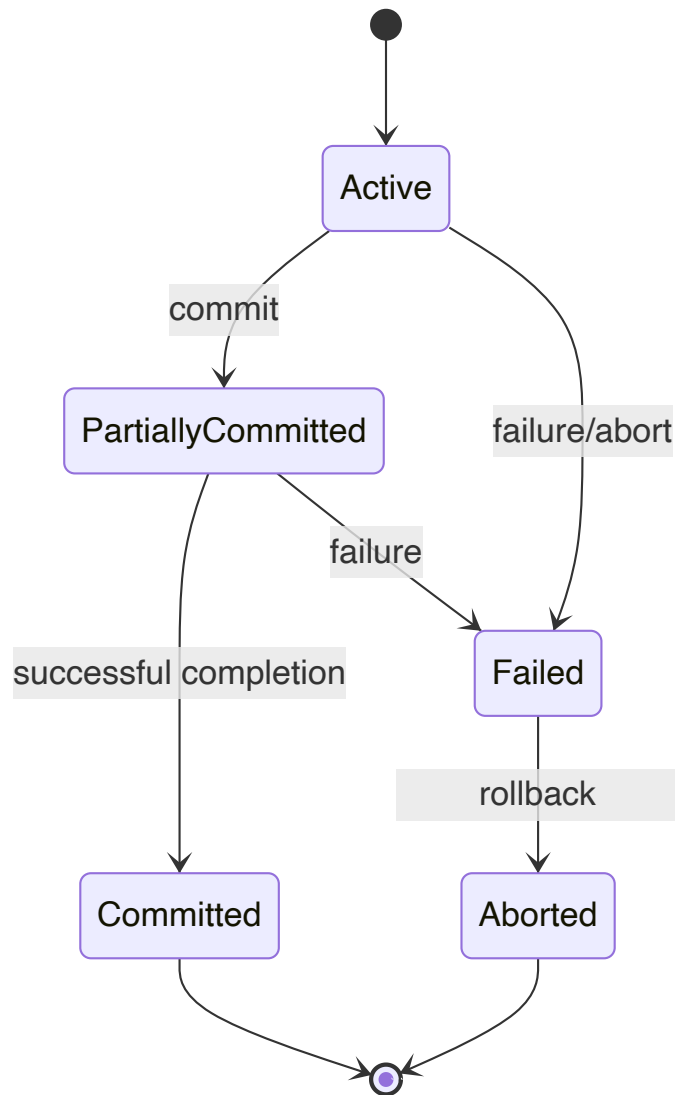 Active
commit
PartiallyCommitted
failure/abort
failure
successful completion
Failed
rollback
Committed
Aborted